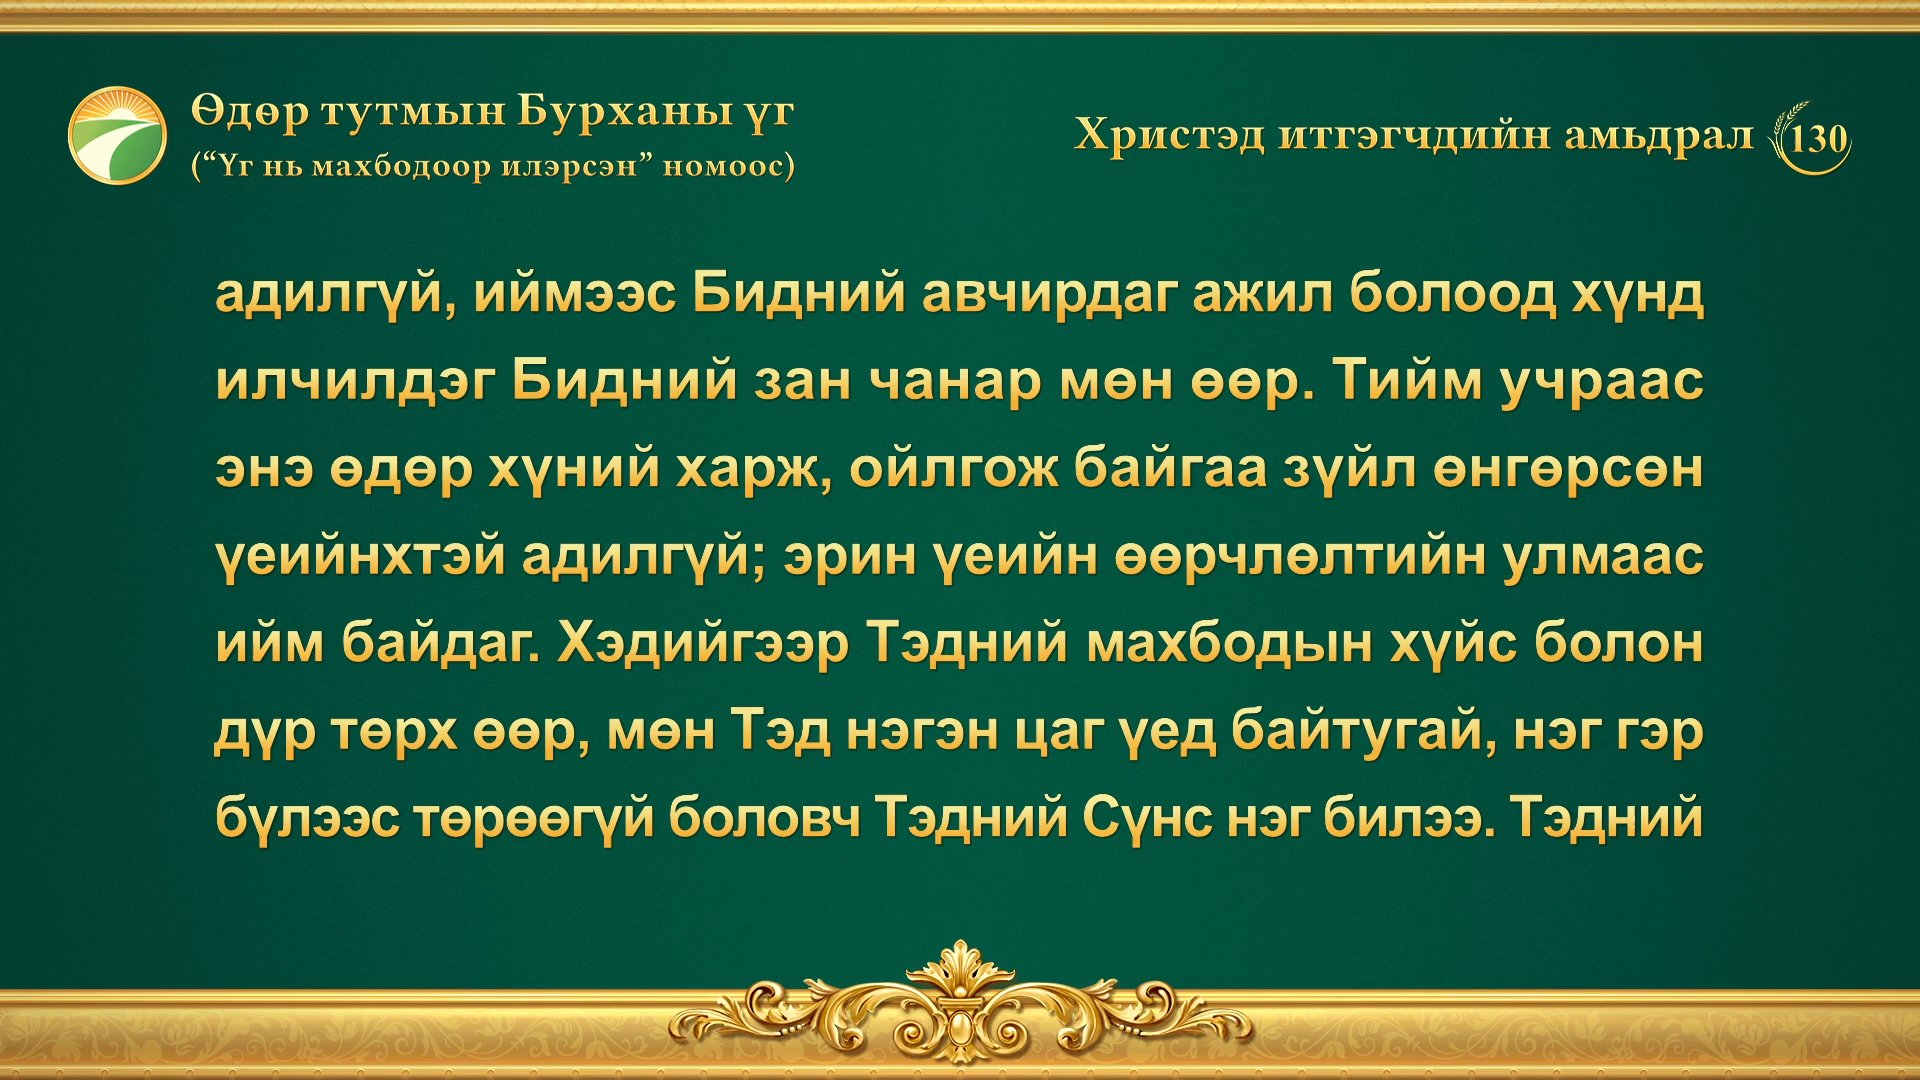 Өдөр тутмын Бурханы үг
(“Үг нь махбодоор илэрсэн” номоос)
Христэд итгэгчдийн амьдрал 130
адилгүй, иймээс Бидний авчирдаг ажил болоод хүнд
илчилдэг Бидний зан чанар мөн өөр. Тийм учраас
энэ өдөр хүний харж, ойлгож байгаа зүйл өнгөрсөн
үеийнхтэй адилгүй; эрин үеийн өөрчлөлтийн улмаас
ийм байдаг. Хэдийгээр Тэдний махбодын хүйс болон
дүр төрх өөр, мөн Тэд нэгэн цаг үед байтугай, нэг гэр
бүлээс төрөөгүй боловч Тэдний Сүнс нэг билээ. Тэдний